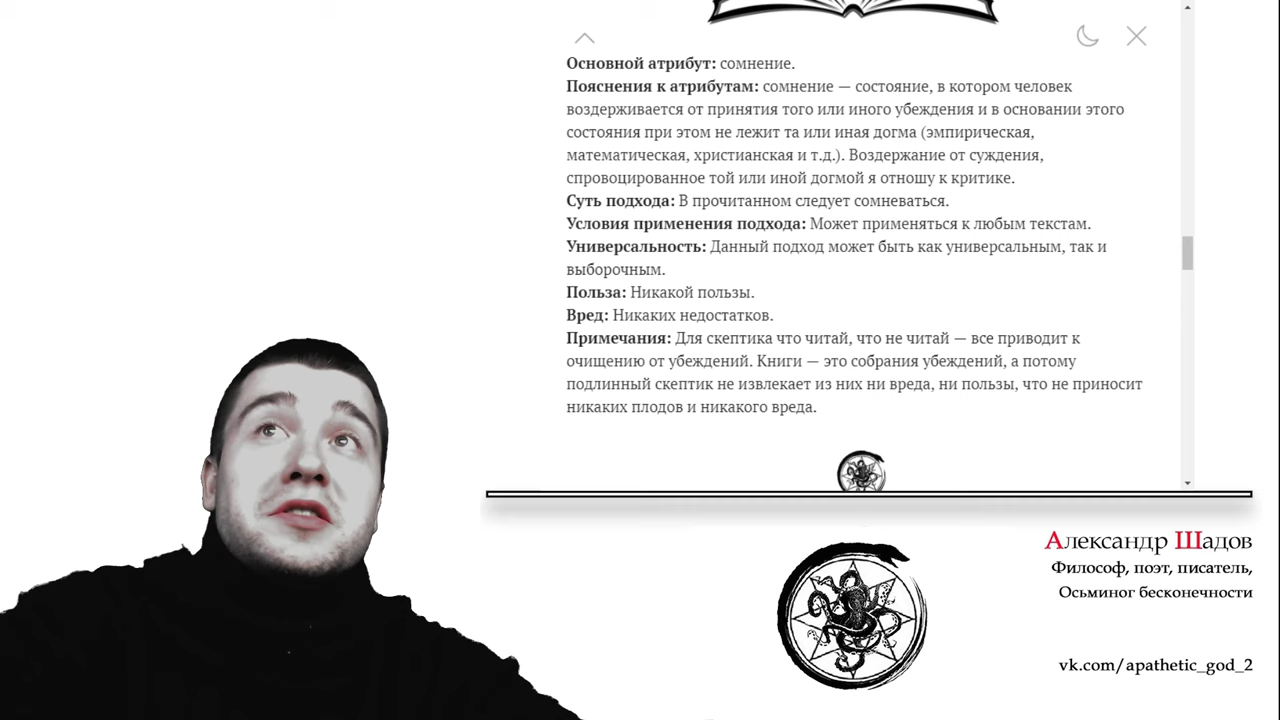 Основной атрибут: сомнение.
Пояснения к атрибутам: сомнение — состояние, в котором человек
воздерживается от принятия того или иного убеждения и в основании этого
состояния при этом не лежит та или иная догма (эмпирическая,
математическая, христианская и т.д.). Воздержание от суждения,
спровоцированное той или иной догмой я отношу к критике.
Суть подхода: В прочитанном следует сомневаться.
Условия применения подхода: Может применяться к любым текстам.
Универсальность: Данный подход может быть как универсальным, так и
выборочным.
Польза: Никакой пользы.
Вред: Никаких недостатков.
Примечания: Для скептика что читай, что не читай — все приводит к
очищению от убеждений. Книги — это собрания убеждений, а потому
подлинный скептик не извлекает из них ни вреда, ни пользы, что не приносит
никаких плодов и никакого вреда.
Александр Шадов
Философ, поэт, писатель,
Осьминог бесконечности
vk.com/apathetic_god_2